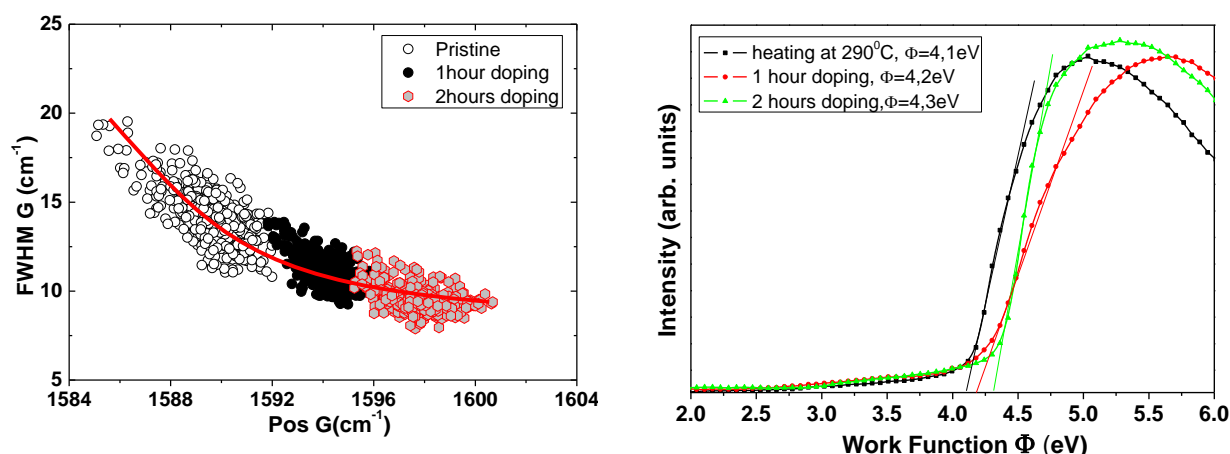 25
20
15
10
5
FWHM G (cm-1)
Pristine
1hour doping
2hours doping
1584 1588 1592 1596 1600 1604
Pos G(cm-1)
Intensity (arb. units)
heating at 290⁰C, Φ=4,1eV
1 hour doping, Φ=4,2eV
2 hours doping,Φ=4,3eV
2.0 2.5 3.0 3.5 4.0 4.5 5.0 5.5 6.0
Work Function Φ (eV)